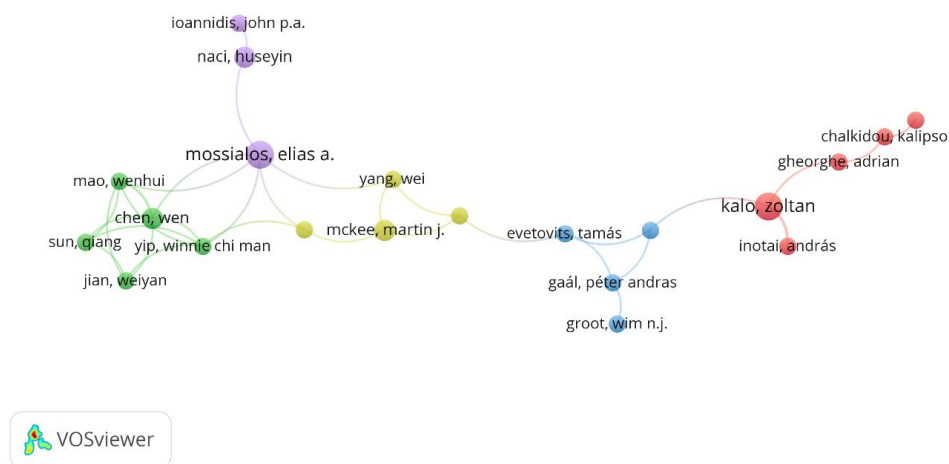 ioannidis, john p.a.
naci, huseyin
mossialos, elias a.
mao, wenhui
chen, wen
sun, qiang
yip, winnie chi man
jian, weiyan
yang, wei
mckee, martin j.
evetovits, tamás
gaál, péter andras
groot, wim n.j.
chalkidou, kalipso
gheorghe, adrian
kalo, zoltan
inotai, andrás
VOSviewer